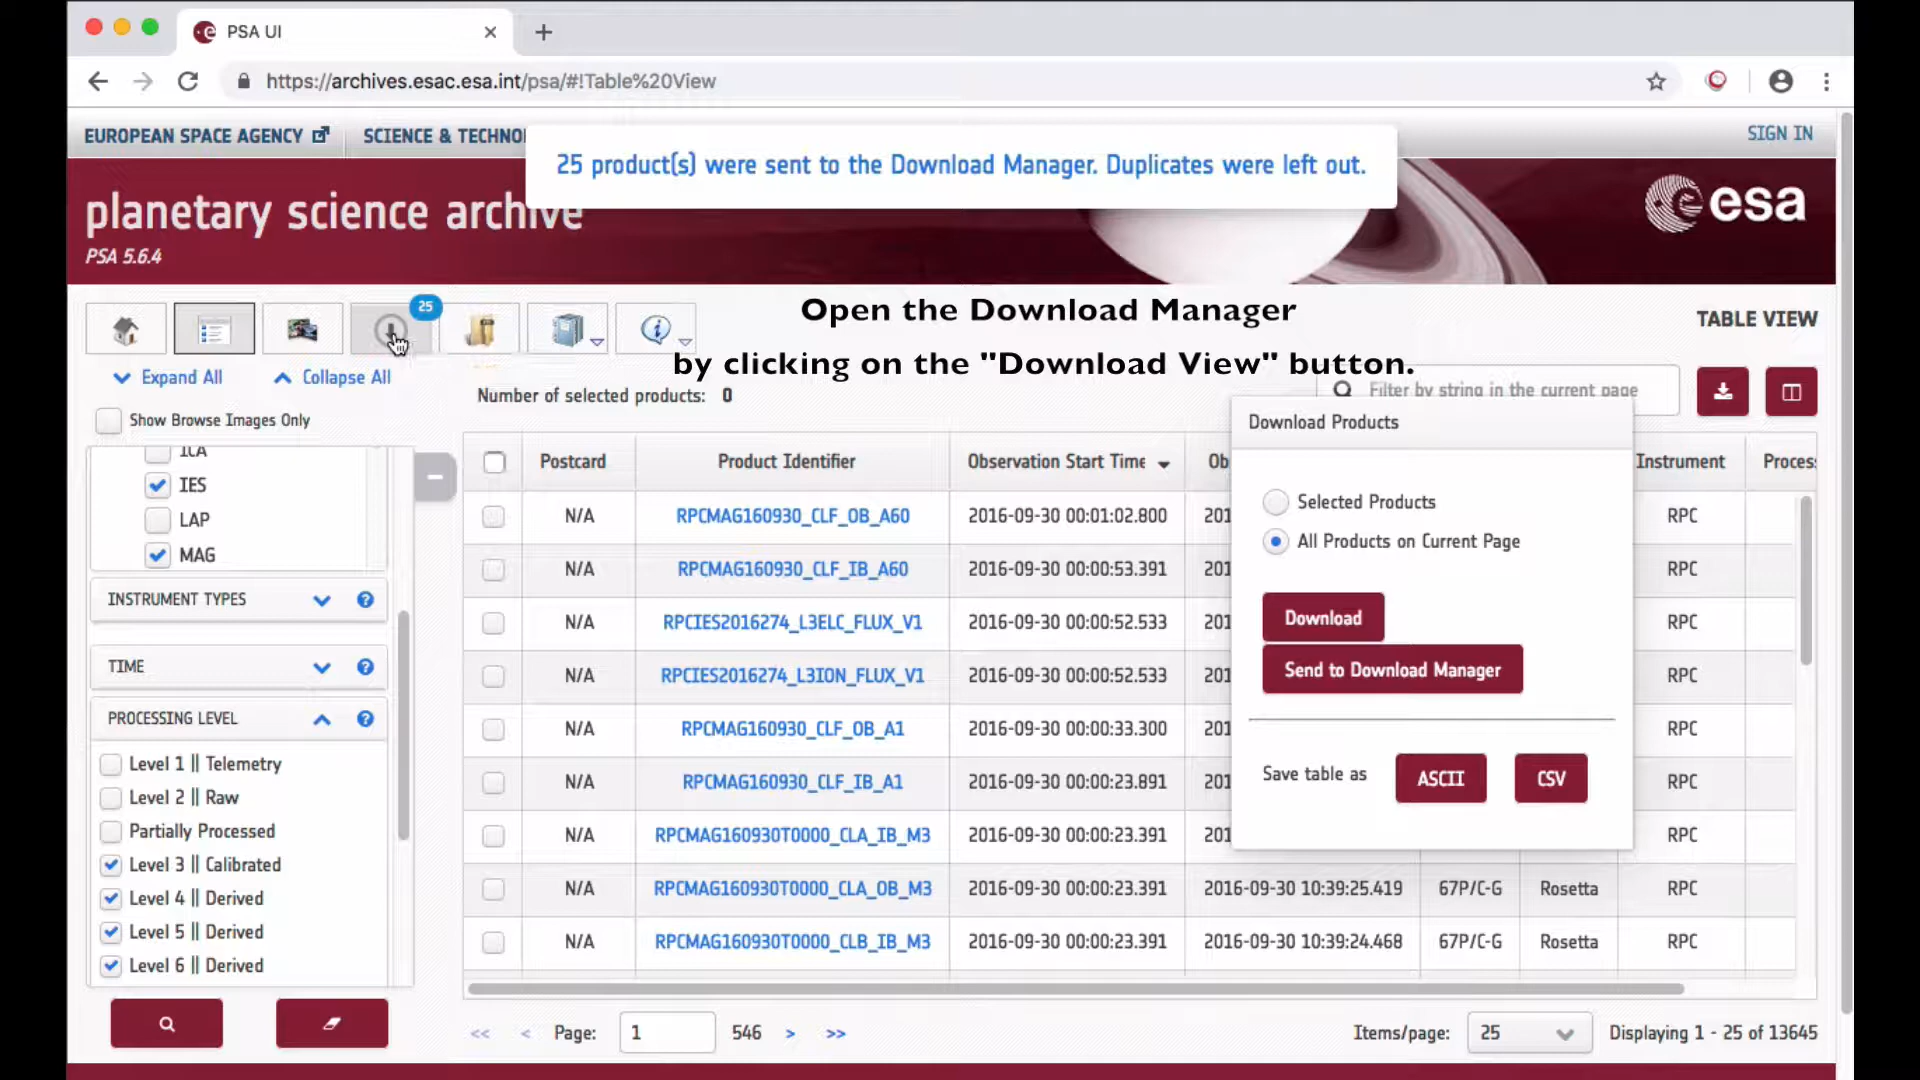 PSA UI
https://archives.esac.esa.int/psa/#!Table%20View
EUROPEAN SPACE AGENCY
SCIENCE & TECHNO
SIGN IN
25 product(s) were sent to the Download Manager. Duplicates were left out.
planetary science archive
PSA 5.6.4
esa
25
Open the Download Manager
by clicking on the "Download View" button.
TABLE VIEW
Expand All
Collapse All
Number of selected products: 0
Filter by string in the current page
Show Browse Images Only
ICA
IES
LAP
MAG
INSTRUMENT TYPES
TIME
PROCESSING LEVEL
Level 1 || Telemetry
Level 2 || Raw
Partially Processed
Level 3 || Calibrated
Level 4 || Derived
Level 5 || Derived
Level 6 || Derived
Postcard Product Identifier Observation Start Time Ob Instrument Process
N/A RPCMAG160930_CLF_OB_A60 2016-09-30 00:01:02.800 201 RPC
N/A RPCMAG160930_CLF_IB_A60 2016-09-30 00:00:53.391 201 RPC
N/A RPCIES2016274_L3ELC_FLUX_V1 2016-09-30 00:00:52.533 201 RPC
N/A RPCIES2016274_L3ION_FLUX_V1 2016-09-30 00:00:52.533 201 RPC
N/A RPCMAG160930_CLF_OB_A1 2016-09-30 00:00:33.300 201 RPC
N/A RPCMAG160930_CLF_IB_A1 2016-09-30 00:00:23.891 201 RPC
N/A RPCMAG160930T0000_CLA_IB_M3 2016-09-30 00:00:23.391 201 RPC
N/A RPCMAG160930T0000_CLA_OB_M3 2016-09-30 00:00:23.391 2016-09-30 10:39:25.419 67P/C-G Rosetta RPC
N/A RPCMAG160930T0000_CLB_IB_M3 2016-09-30 00:00:23.391 2016-09-30 10:39:24.468 67P/C-G Rosetta RPC
Download Products
Selected Products
All Products on Current Page
Download
Send to Download Manager
Save table as ASCII CSV
<< < Page: 1 546 > >>
Items/page: 25 Displaying 1 - 25 of 13645